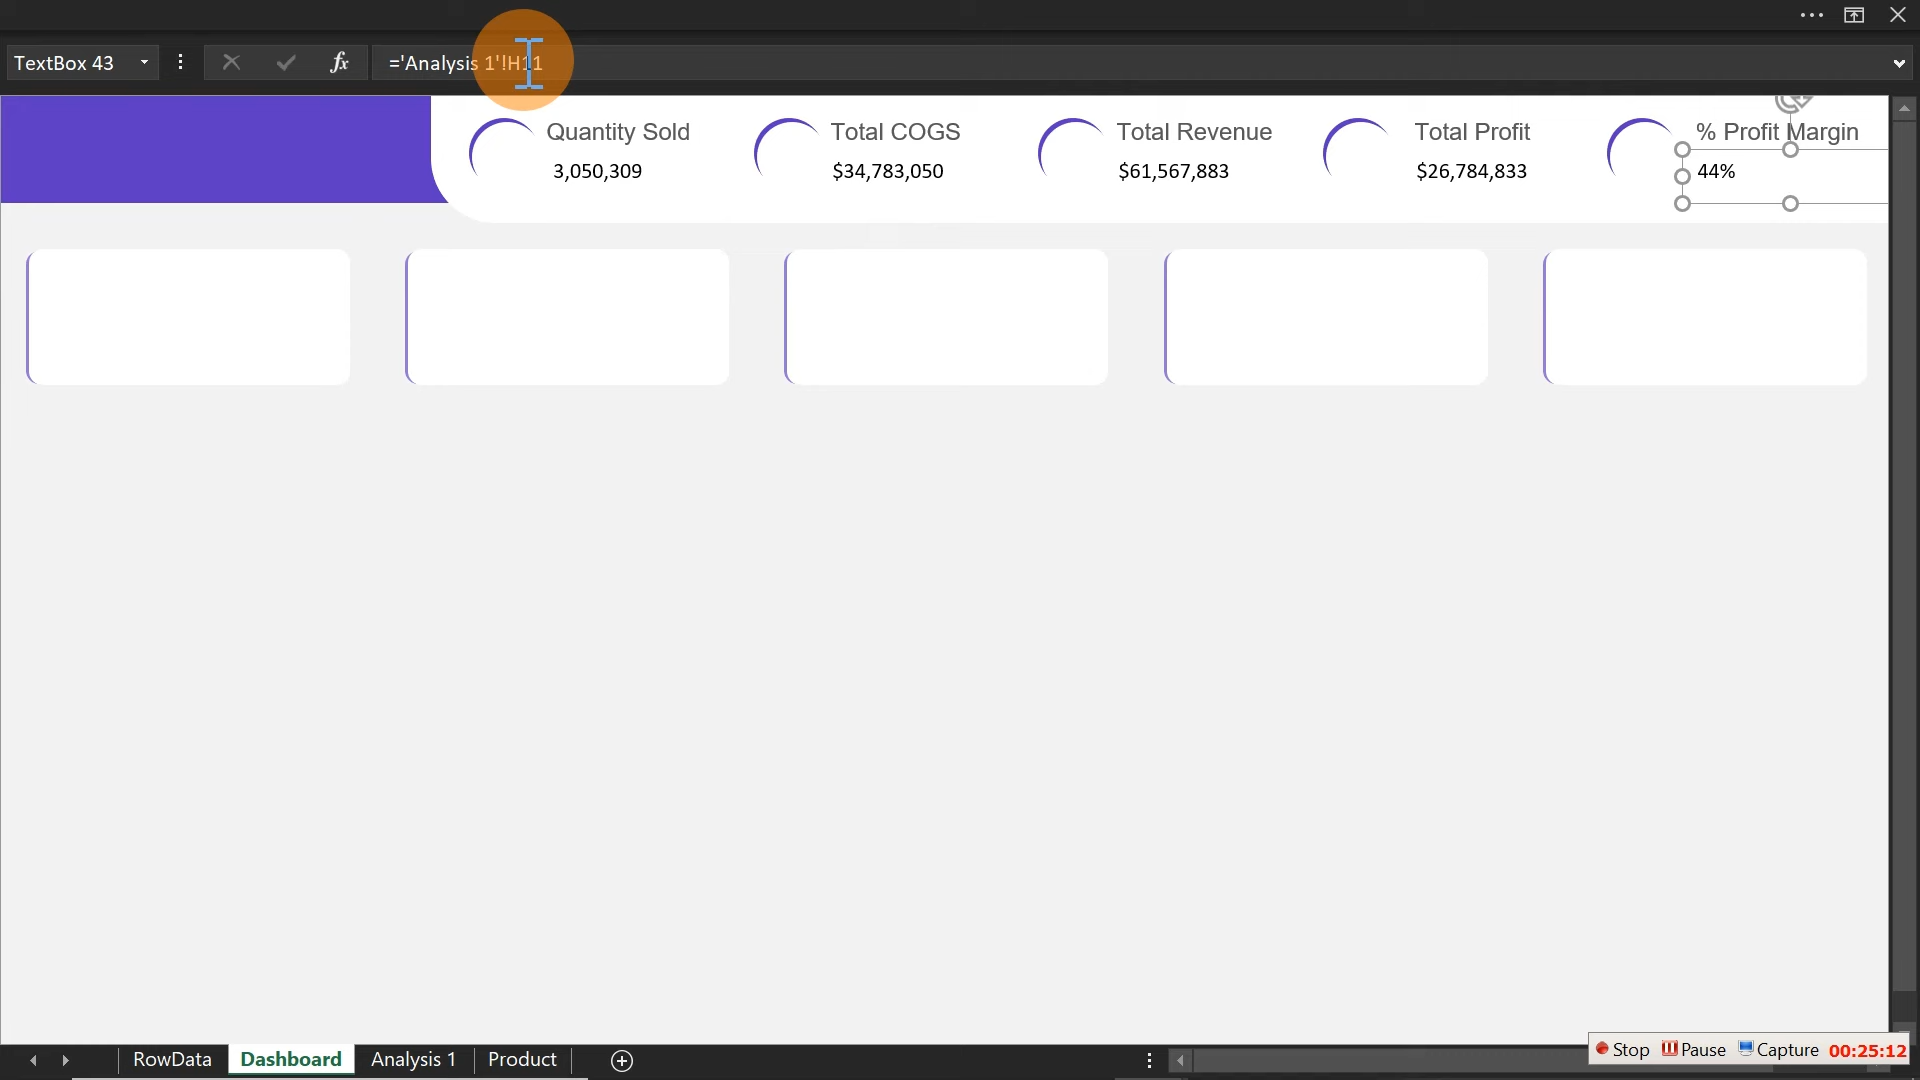 TextBox 43
fx
='Analysis 1'!H11
Quantity Sold
3,050,309
Total COGS
$34,783,050
Total Revenue
$61,567,883
Total Profit
$26,784,833
% Profit Margin
44%
RowData
Dashboard
Analysis 1
Product
Stop
Pause
Capture
00:25:12